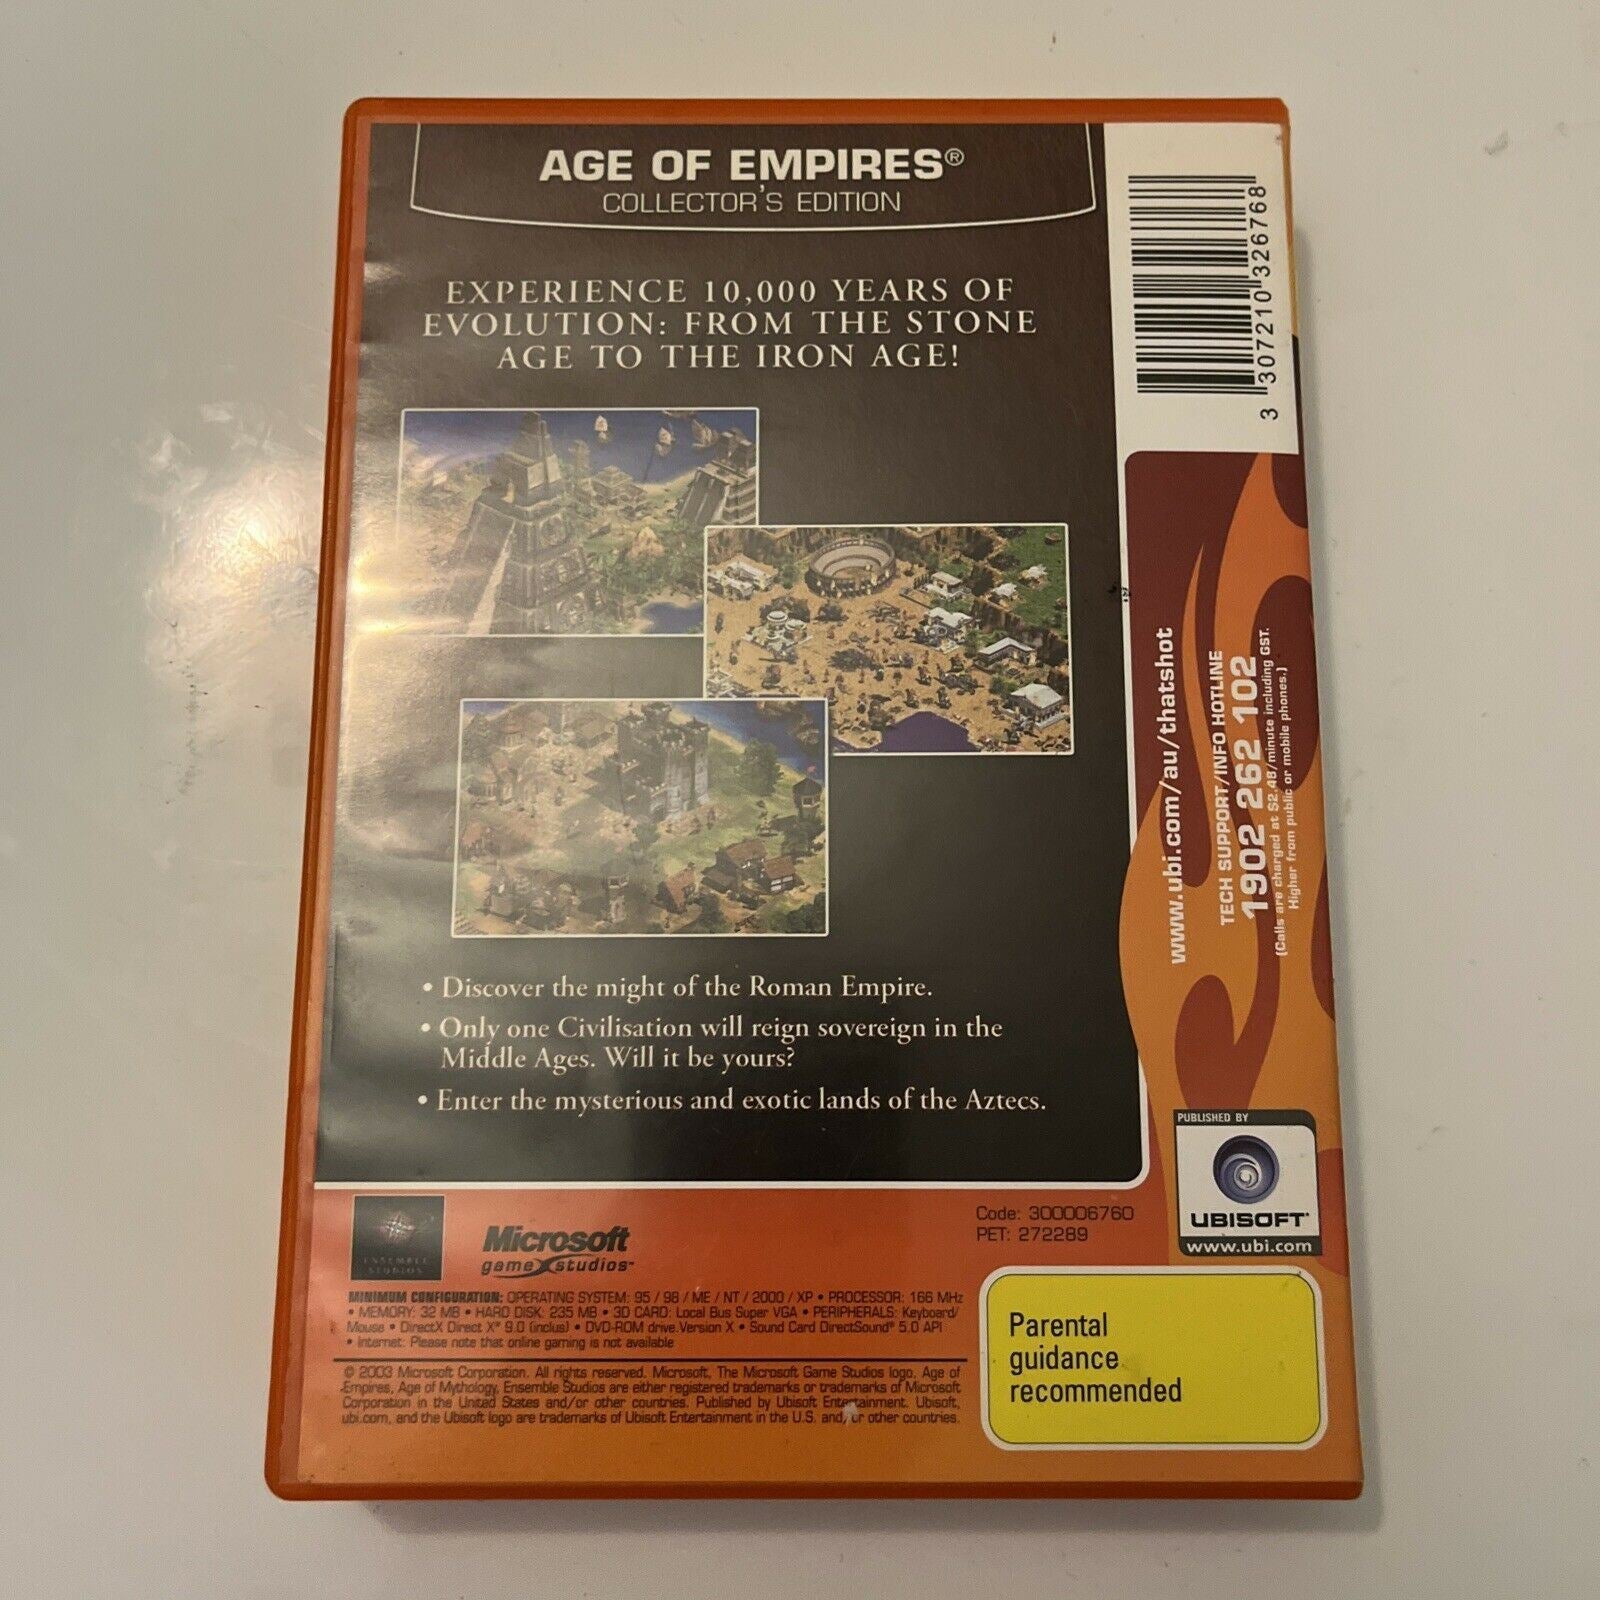 AGE OF EMPIRES®
COLLECTOR'S EDITION
EXPERIENCE 10,000 YEARS OF
EVOLUTION: FROM THE STONE
AGE TO THE IRON AGE!
• Discover the might of the Roman Empire.
• Only one Civilisation will reign sovereign in the
Middle Ages. Will it be yours?
• Enter the mysterious and exotic lands of the Aztecs.
3 307210 326768
www.ubi.com/au/thatshot
TECH SUPPORT/INFO HOTLINE
1902 262 102
(Calls are charged at $2.48/minute including GST.
Higher from public or mobile phones.)
PUBLISHED BY
UBISOFT
www.ubi.com
ENSEMBLE
STUDIOS
Microsoft
game studios™
Code: 300006760
PET: 272289
MINIMUM CONFIGURATION: OPERATING SYSTEM: 95 / 98 / ME / NT / 2000 / XP • PROCESSOR: 166 MHz
• MEMORY: 32 MB • HARD DISK: 235 MB • 3D CARD: Local Bus Super VGA • PERIPHERALS: Keyboard/
Mouse • DirectX Direct X® 9.0 (inclus) • DVD-ROM drive Version X • Sound Card DirectSound® 5.0 API
• Internet. Please note that online gaming is not available
© 2003 Microsoft Corporation. All rights reserved. Microsoft, The Microsoft Game Studios logo, Age of
Empires, Age of Mythology, Ensemble Studios are either registered trademarks or trademarks of Microsoft
Corporation in the United States and/or other countries. Published by Ubisoft Entertainment. Ubisoft,
ubi.com, and the Ubisoft logo are trademarks of Ubisoft Entertainment in the U.S. and/or other countries.
Parental
guidance
recommended